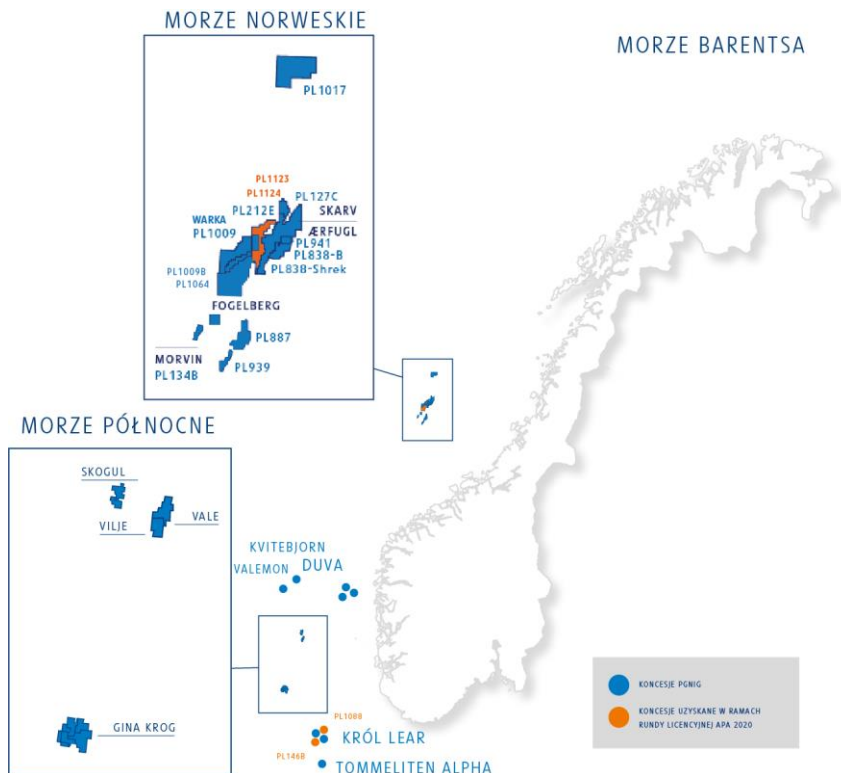 MORZE NORWESKIE
MORZE BARENTSA
PL1017
PL1123
PL1124
PL127C
PL212E
SKARV
WARKA
PL1009
ÆRFUGL
PL941
PL838-B
PL838-Shrek
PL1009B
PL1064
FOGELBERG
PL887
MORVIN
PL134B
PL939
MORZE PÓŁNOCNE
SKOGUL
VILJE
VALE
KVITEBJORN
VALEMON
DUVA
GINA KROG
PL1088
KRÓL LEAR
PL146B
TOMMELITEN ALPHA
KONCESJE PGNIG
KONCESJE UZYSKANE W RAMACH
RUNDY LICENCYJNEJ APA 2020